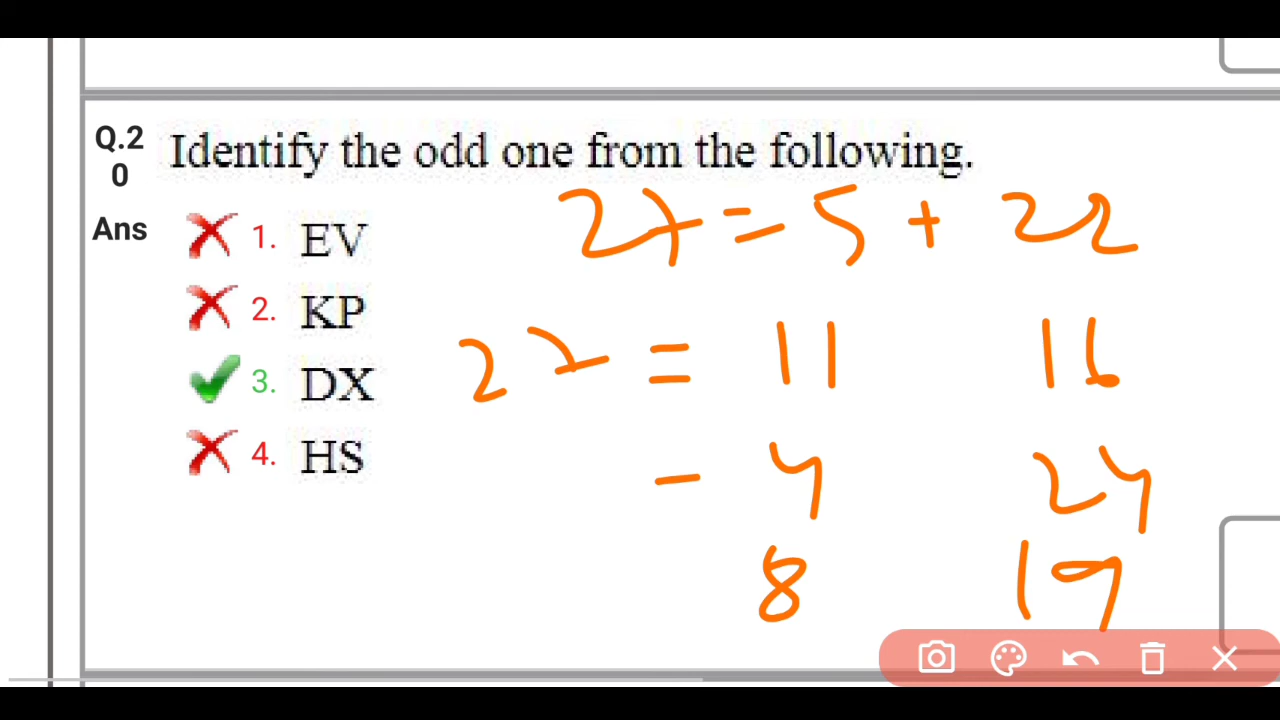 Q.2
0
Identify the odd one from the following.
27 = 5 + 22
Ans
1. EV
2. KP
27 = 11 16
3. DX
4. HS
- 4 24
8 19